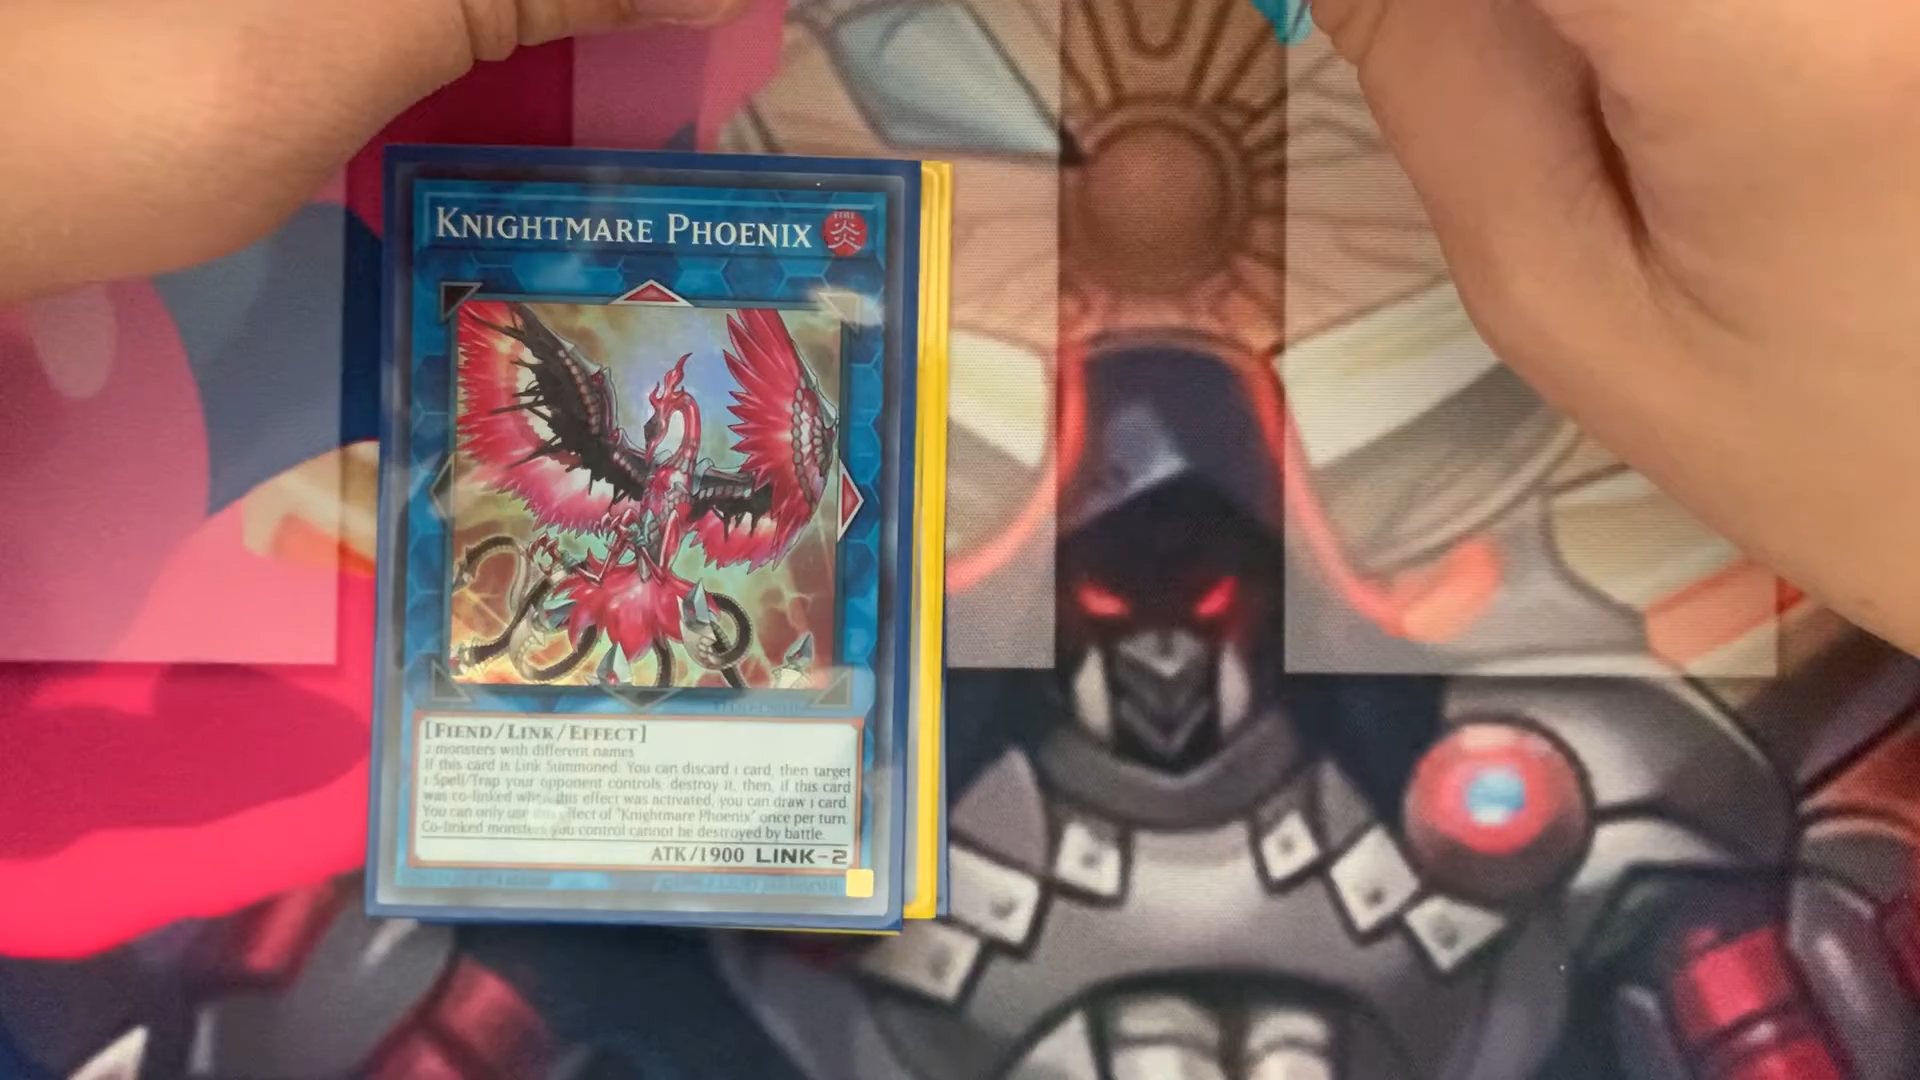 KNIGHTMARE PHOENIX
FIRE
炎
[FIEND/LINK/EFFECT]
2 monsters with different names
If this card is Link Summoned: You can discard 1 card, then target
1 Spell/Trap your opponent controls; destroy it, then, if this card
was co-linked when this effect was activated, you can draw 1 card.
You can only use this effect of "Knightmare Phoenix" once per turn.
Co-linked monsters you control cannot be destroyed by battle.
ATK/1900 LINK-2